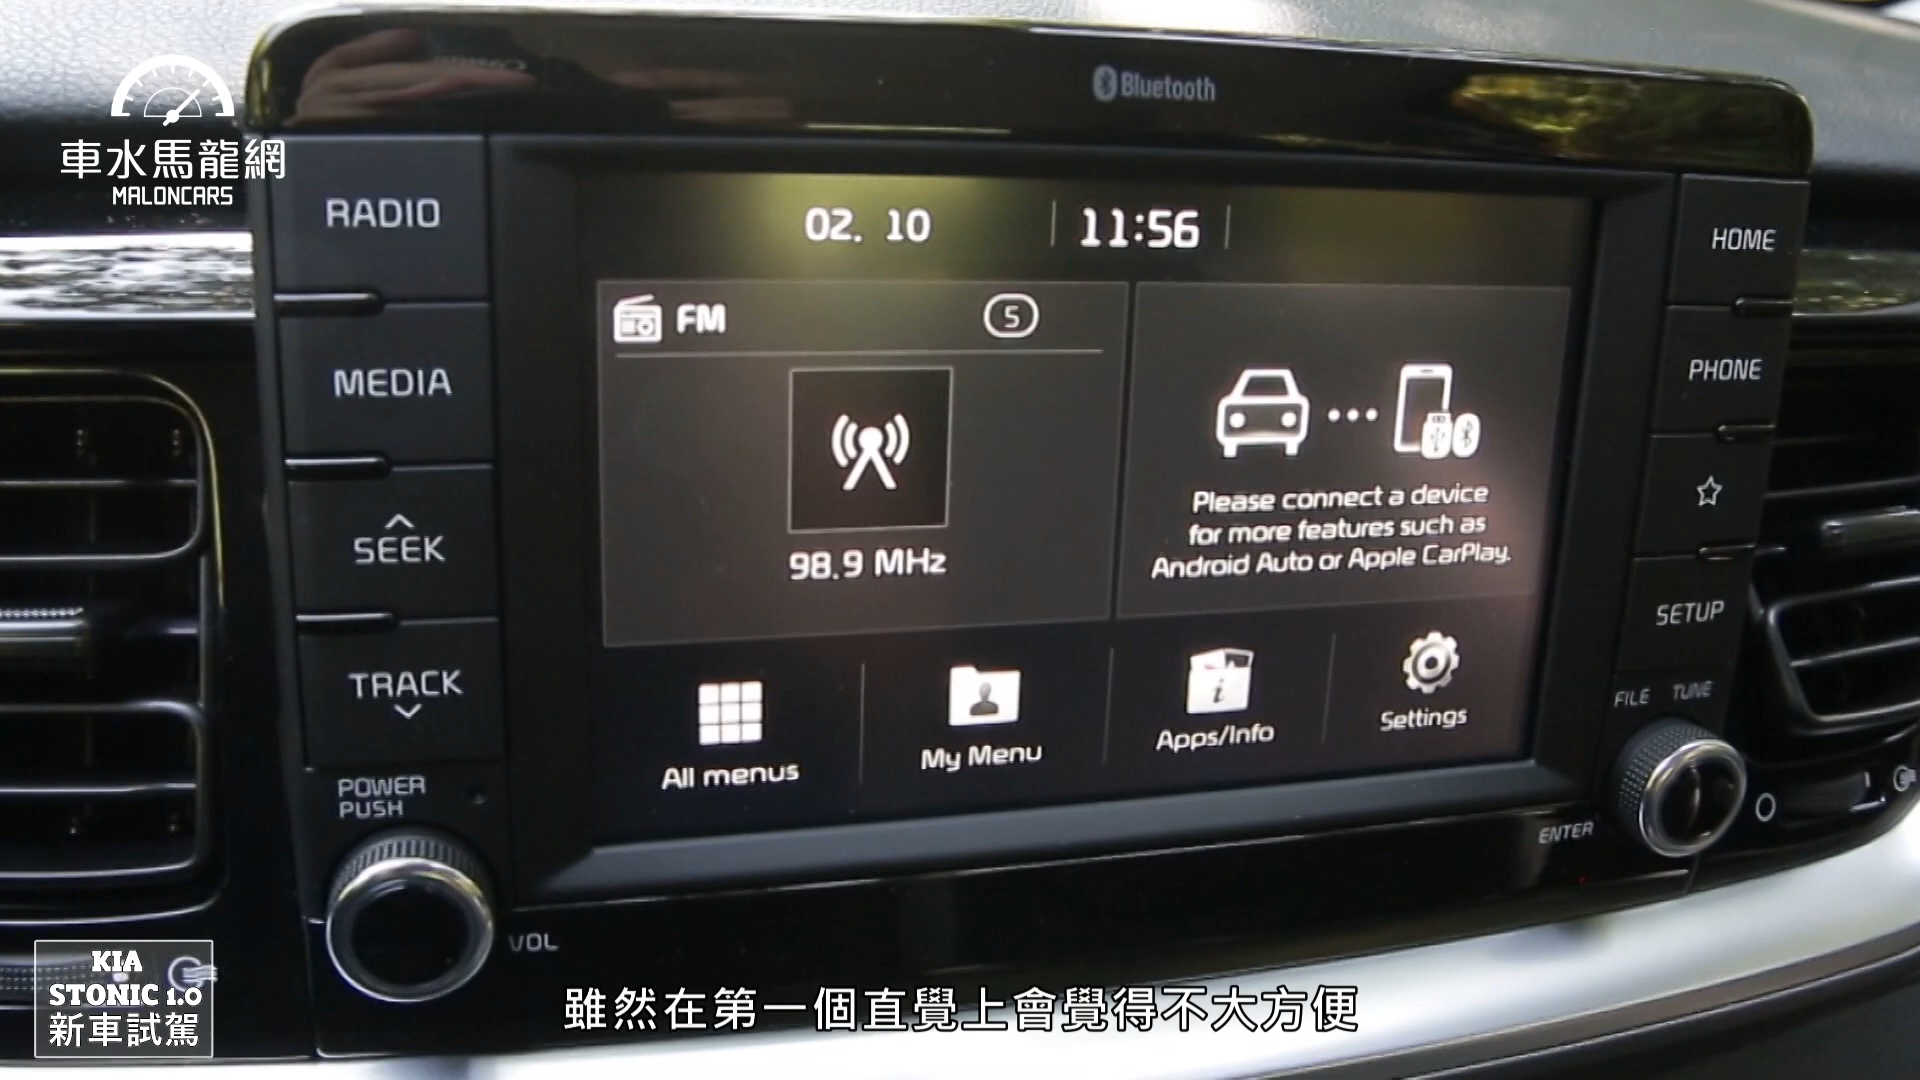 車水馬龍網
MALONCARS
Bluetooth
RADIO
MEDIA
SEEK
TRACK
POWER
PUSH
VOL
02. 10
11:56
FM
5
98.9 MHz
Please connect a device
for more features such as
Android Auto or Apple CarPlay.
All menus
My Menu
Apps/Info
Settings
HOME
PHONE
SETUP
FILE
TUNE
ENTER
KIA
STONIC 1.0
新車試駕
雖然在第一個直覺上會覺得不大方便